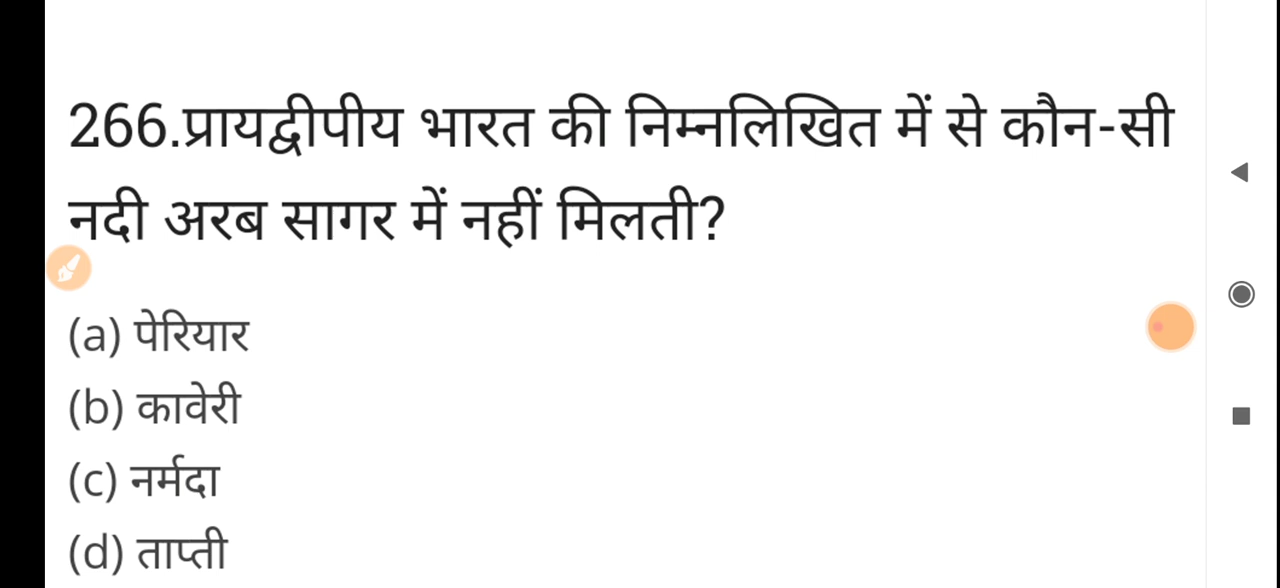 266.प्रायद्वीपीय भारत की निम्नलिखित में से कौन-सी
नदी अरब सागर में नहीं मिलती?
(a) पेरियार
(b) कावेरी
(c) नर्मदा
(d) ताप्ती